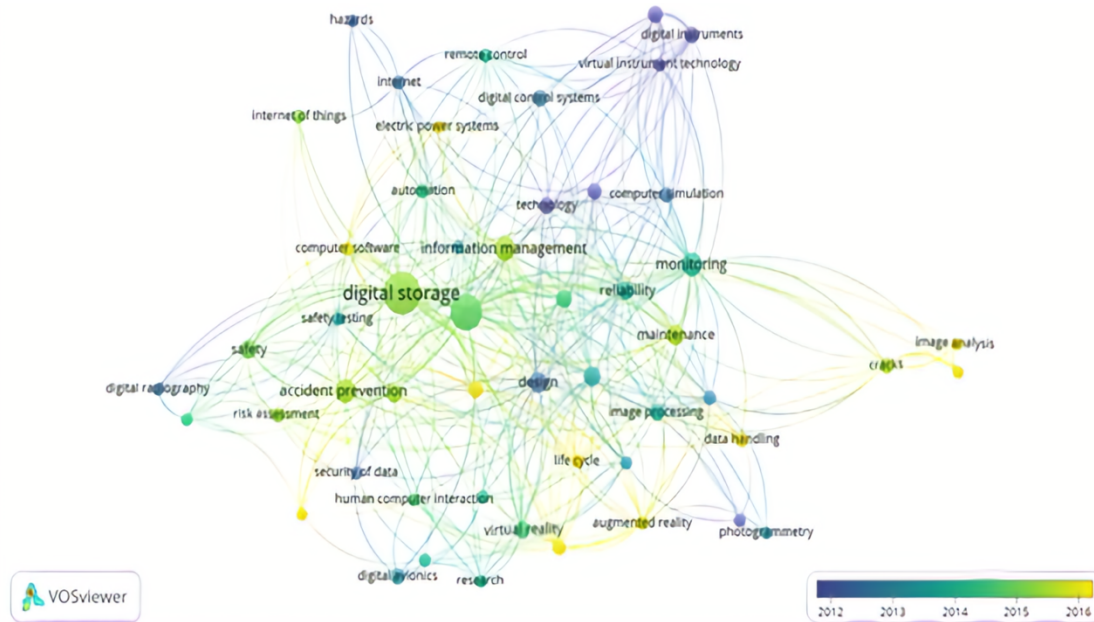 hazards
digital instruments
remote control
virtual instrument technology
internet
digital control systems
internet of things
electric power systems
automation
computer simulation
technology
computer software
information management
monitoring
digital storage
reliability
safety testing
maintenance
safety
image analysis
cracks
digital radiography
design
accident prevention
risk assessment
image processing
data handling
life cycle
security of data
human computer interaction
virtual reality
augmented reality
photogrammetry
digital avionics
research
VOSviewer
2012 2013 2014 2015 2016